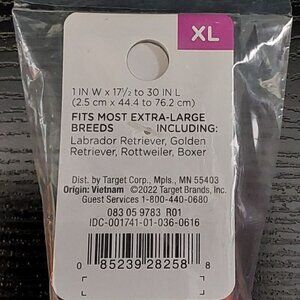 XL
1 IN W x 17 1/2 to 30 IN L
(2.5 cm x 44.4 to 76.2 cm)
FITS MOST EXTRA-LARGE
BREEDS INCLUDING:
Labrador Retriever, Golden
Retriever, Rottweiler, Boxer
Dist. by Target Corp., Mpls., MN 55403
Origin: Vietnam ©2022 Target Brands, Inc.
Guest Services 1-800-440-0680
083 05 9783 R01
IDC-001741-01-036-0616
0 85239 28258 8